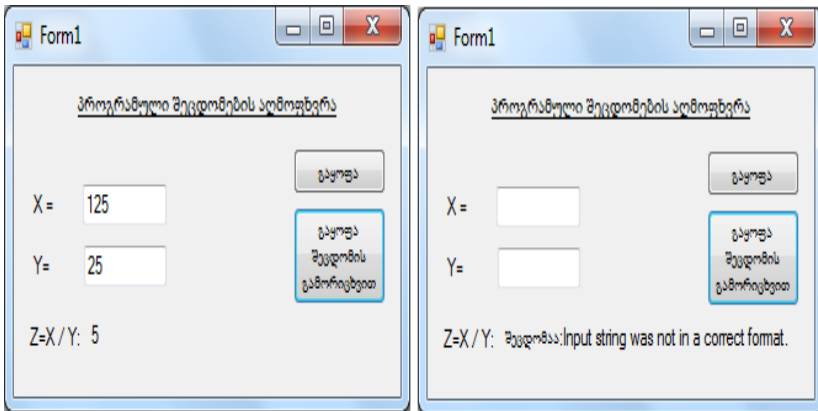 Form1
პროგრამული შეცდომების აღმოფხვრა
გაყოფა
X = 125
გაყოფა
შეცდომის
გამორიცხვით
Y= 25
Z=X / Y: 5
Form1
პროგრამული შეცდომების აღმოფხვრა
გაყოფა
X =
გაყოფა
შეცდომის
გამორიცხვით
Y=
Z=X / Y: შეცდომაა:Input string was not in a correct format.